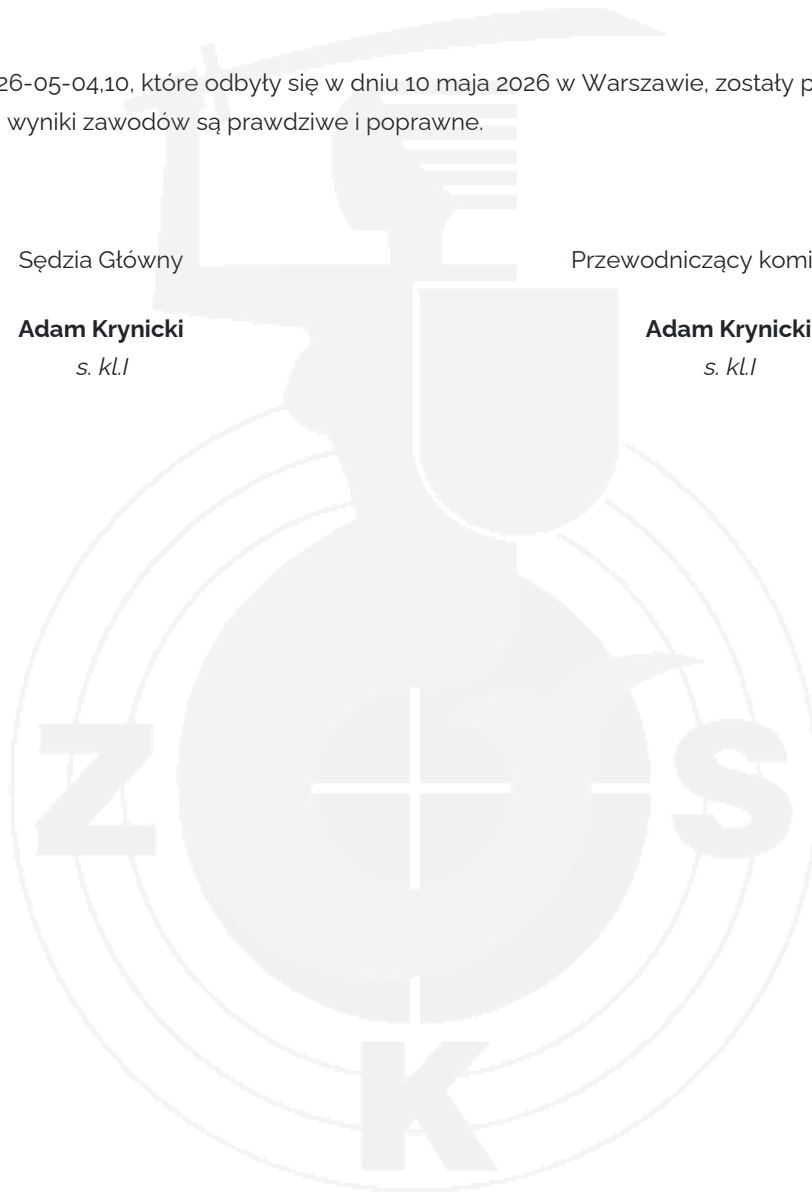 26-05-04,10, które odbyły się w dniu 10 maja 2026 w Warszawie, zostały p
wyniki zawodów są prawdziwe i poprawne.
Sędzia Główny
Przewodniczący komi
Adam Krynicki
Adam Krynicki
s. kl.I
s. kl.I
Z S
K